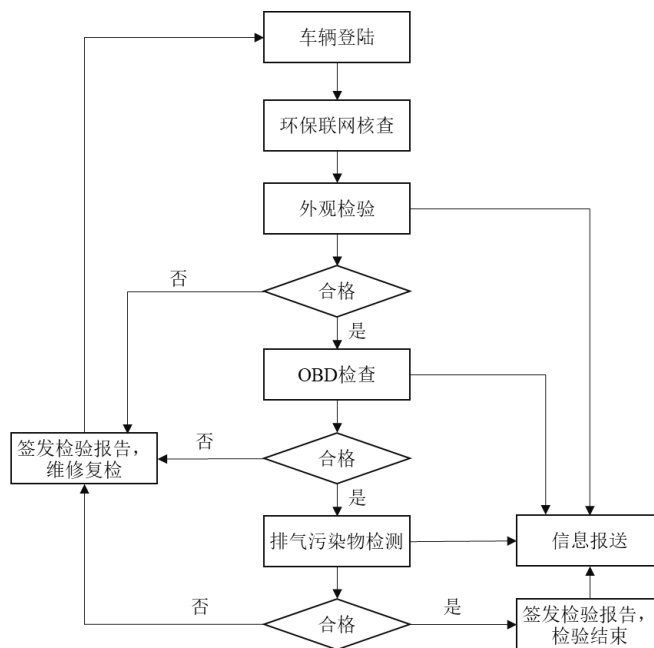 车辆登陆
环保联网核查
外观检验
否
合格
是
OBD检查
签发检验报告，
维修复检
否
合格
是
排气污染物检测
信息报送
否
合格
是
签发检验报告，
检验结束